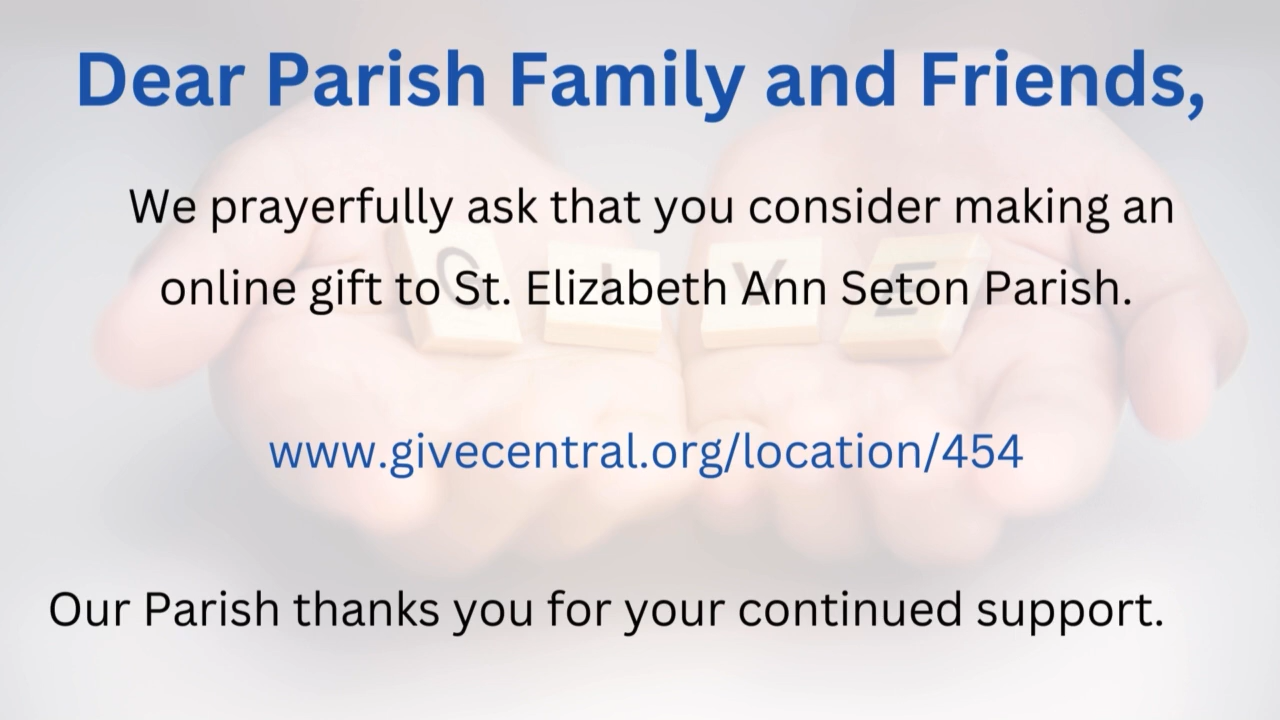 Dear Parish Family and Friends,
We prayerfully ask that you consider making an
online gift to St. Elizabeth Ann Seton Parish.
G I V E
www.givecentral.org/location/454
Our Parish thanks you for your continued support.